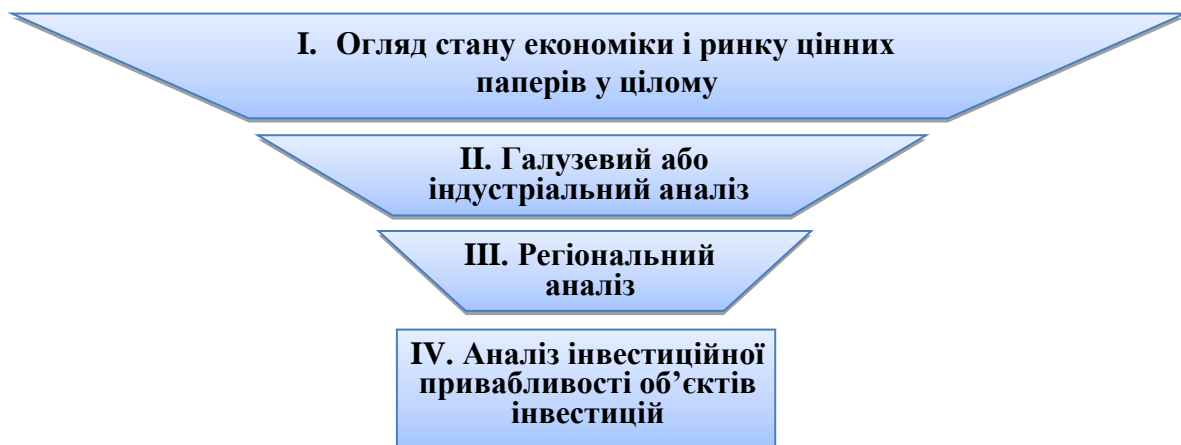 I. Огляд стану економіки і ринку цінних
паперів у цілому
II. Галузевий або
індустріальний аналіз
III. Регіональний
аналіз
IV. Аналіз інвестиційної
привабливості об’єктів
інвестицій